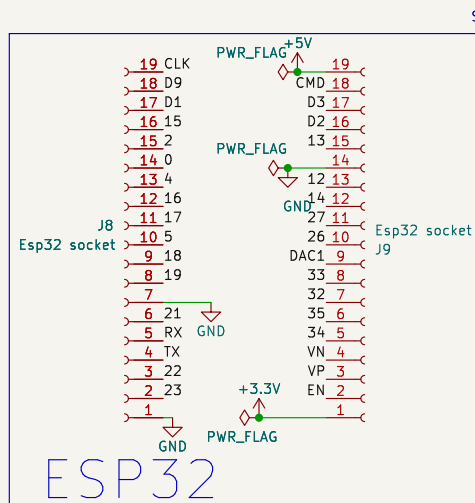 +5V
PWR_FLAG
19 CLK
18 D9
17 D1
16 15
15 2
14 0
13 4
12 16
11 17
10 5
9 18
8 19
7
6 21
5 RX
4 TX
3 22
2 23
1
J8
Esp32 socket
GND
GND
19
CMD 18
D3 17
D2 16
13 15
PWR_FLAG
14
12 13
GND
14 12
27 11
26 10
DAC1 9
33 8
32 7
35 6
34 5
VN 4
VP 3
EN 2
+3.3V
1
PWR_FLAG
Esp32 socket
J9
ESP32